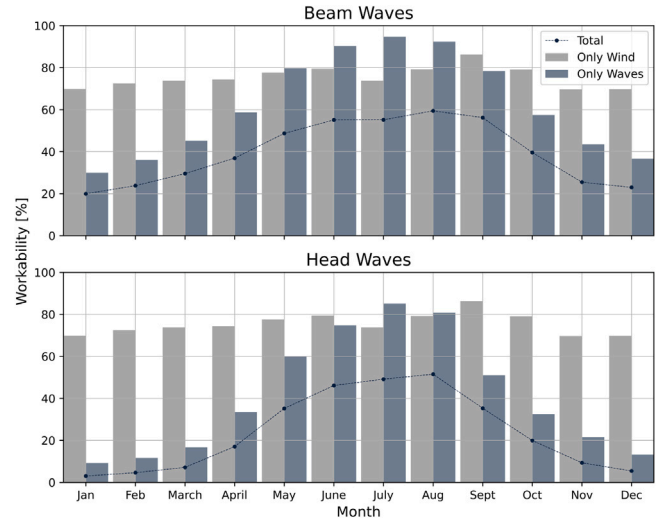 Beam Waves
100
80
60
40
20
0
Total
Only Wind
Only Waves
Workability [%]
Head Waves
100
80
60
40
20
0
Jan Feb March April May June July Aug Sept Oct Nov Dec
Month